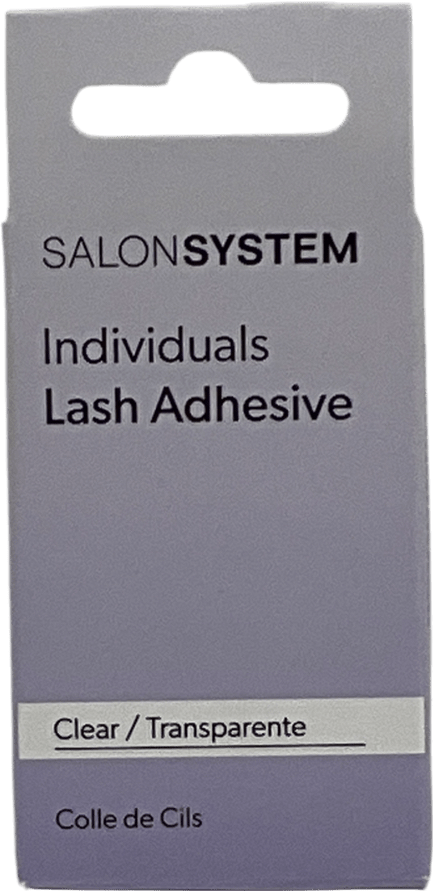 SALONSYSTEM
Individuals
Lash Adhesive
Clear / Transparente
Colle de Cils